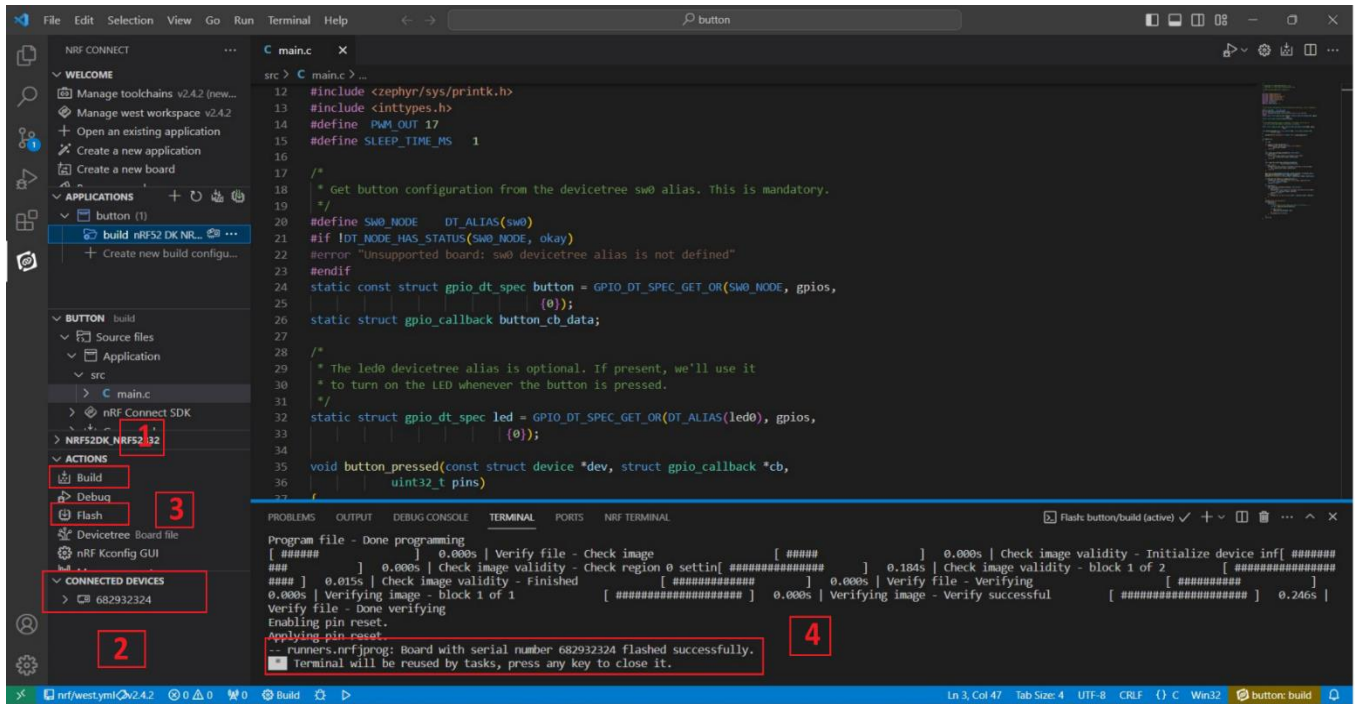 File Edit Selection View Go Run Terminal Help
button
NRF CONNECT
WELCOME
Manage toolchains v2.4.2 (new...
Manage west workspace v2.4.2
Open an existing application
Create a new application
Create a new board
APPLICATIONS
button (1)
build nRF52 DK NR...
Create new build configu...
BUTTON build
Source files
Application
src
C main.c
nRF Connect SDK
NRF52DK_NRF52832
1
ACTIONS
Build
Debug
Flash
3
Devicetree Board file
nRF Kconfig GUI
CONNECTED DEVICES
682932324
2
C main.c
src > C main.c > ...
12 #include <zephyr/sys/printk.h>
13 #include <inttypes.h>
14 #define PWM_OUT 17
15 #define SLEEP_TIME_MS 1
16
17 /*
18 * Get button configuration from the devicetree sw0 alias. This is mandatory.
19 */
20 #define SW0_NODE DT_ALIAS(sw0)
21 #if !DT_NODE_HAS_STATUS(SW0_NODE, okay)
22 #error "Unsupported board: sw0 devicetree alias is not defined"
23 #endif
24 static const struct gpio_dt_spec button = GPIO_DT_SPEC_GET_OR(SW0_NODE, gpios,
25 {0});
26 static struct gpio_callback button_cb_data;
27
28 /*
29 * The led0 devicetree alias is optional. If present, we'll use it
30 * to turn on the LED whenever the button is pressed.
31 */
32 static struct gpio_dt_spec led = GPIO_DT_SPEC_GET_OR(DT_ALIAS(led0), gpios,
33 {0});
34
35 void button_pressed(const struct device *dev, struct gpio_callback *cb,
36 uint32_t pins)
37 {
PROBLEMS OUTPUT DEBUG CONSOLE TERMINAL PORTS NRF TERMINAL Flash: button/build (active)
Program file - Done programming
[ ###### ] 0.000s | Verify file - Check image [ ##### ] 0.000s | Check image validity - Initialize device inf[ #######
### ] 0.000s | Check image validity - Check region 0 settin[ ############### ] 0.184s | Check image validity - block 1 of 2 [ ################
#### ] 0.015s | Check image validity - Finished [ ############# ] 0.000s | Verify file - Verifying [ ########## ]
0.000s | Verifying image - block 1 of 1 [ #################### ] 0.000s | Verifying image - Verify successful [ #################### ] 0.246s |
Verify file - Done verifying
Enabling pin reset.
Applying pin reset.
-- runners.nrfjprog: Board with serial number 682932324 flashed successfully.
* Terminal will be reused by tasks, press any key to close it.
4
nrf/west.yml v2.4.2 0 0 0 Build Ln 3, Col 47 Tab Size: 4 UTF-8 CRLF {} C Win32 button: build